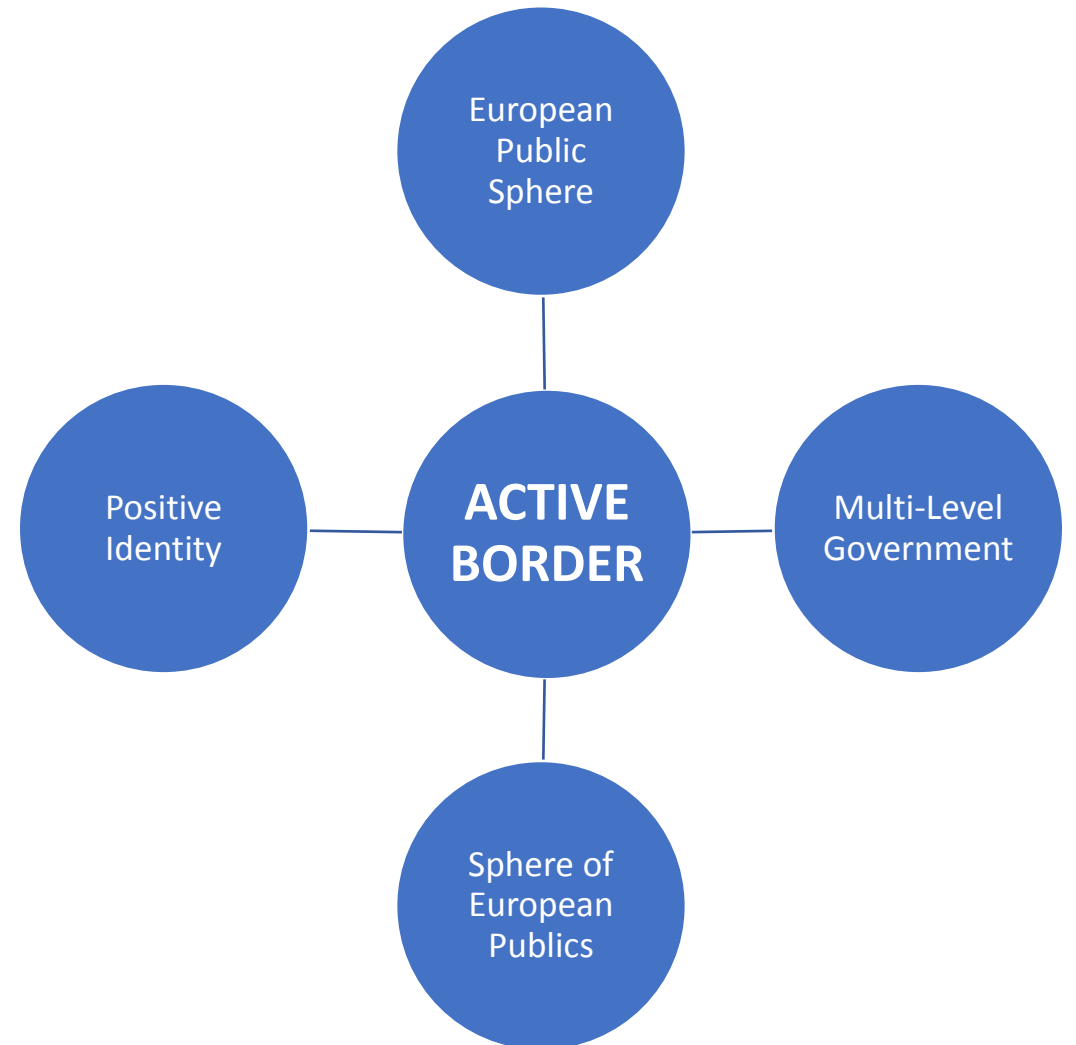 European
Public
Sphere
Positive
Identity
ACTIVE
BORDER
Multi-Level
Government
Sphere of
European
Publics